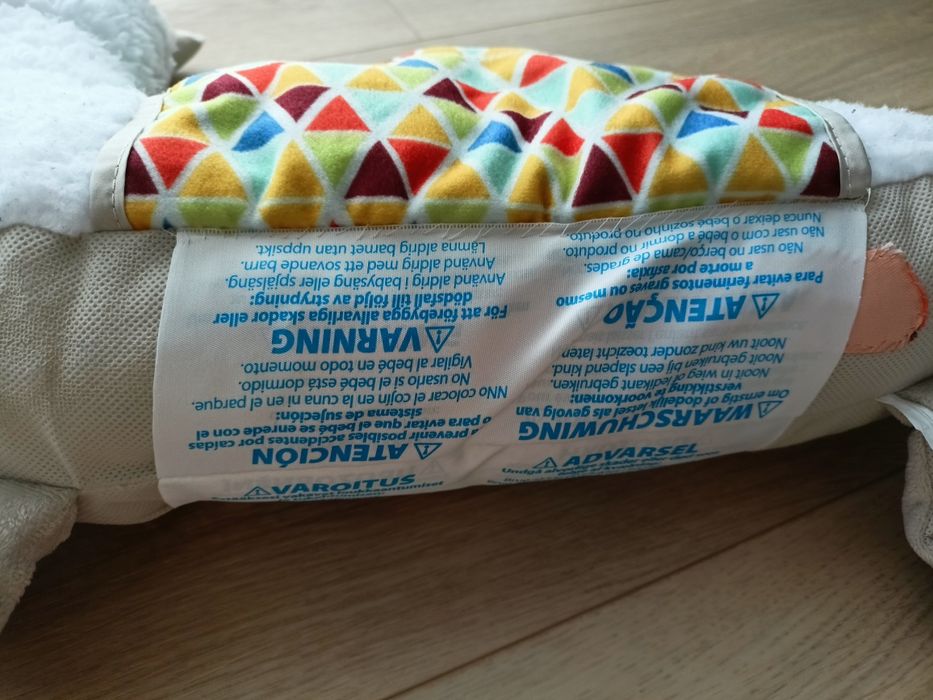 WAARSCHUWING
Om ernstig of dodelijk letsel als gevolg van
verstikking te voorkomen:
Nooit in wieg of ledikant gebruiken.
Nooit gebruiken bij een slapend kind.
Nooit uw kind zonder toezicht laten.
ATENÇÃO
Para evitar ferimentos graves ou mesmo
a morte por asfixia:
Não usar no berço/cama de grades.
Não usar com o bebé a dormir no produto.
Nunca deixar o bebé sozinho no produto.
ATENCIÓN
prevenir posibles accidentes por caídas
o para evitar que el bebé se enrede con el
sistema de sujeción:
NNo colocar el cojín en la cuna ni en el parque.
No usarlo si el bebé está dormido.
Vigilar al bebé en todo momento.
VARNING
För att förebygga allvarliga skador eller
dödsfall till följd av strypning:
Använd aldrig i babysäng eller spjälsäng.
Använd aldrig med ett sovande barn.
Lämna aldrig barnet utan uppsikt.
VAROITUS
vakavat loukkaantumiset
ADVARSEL
Undgå alvorlige